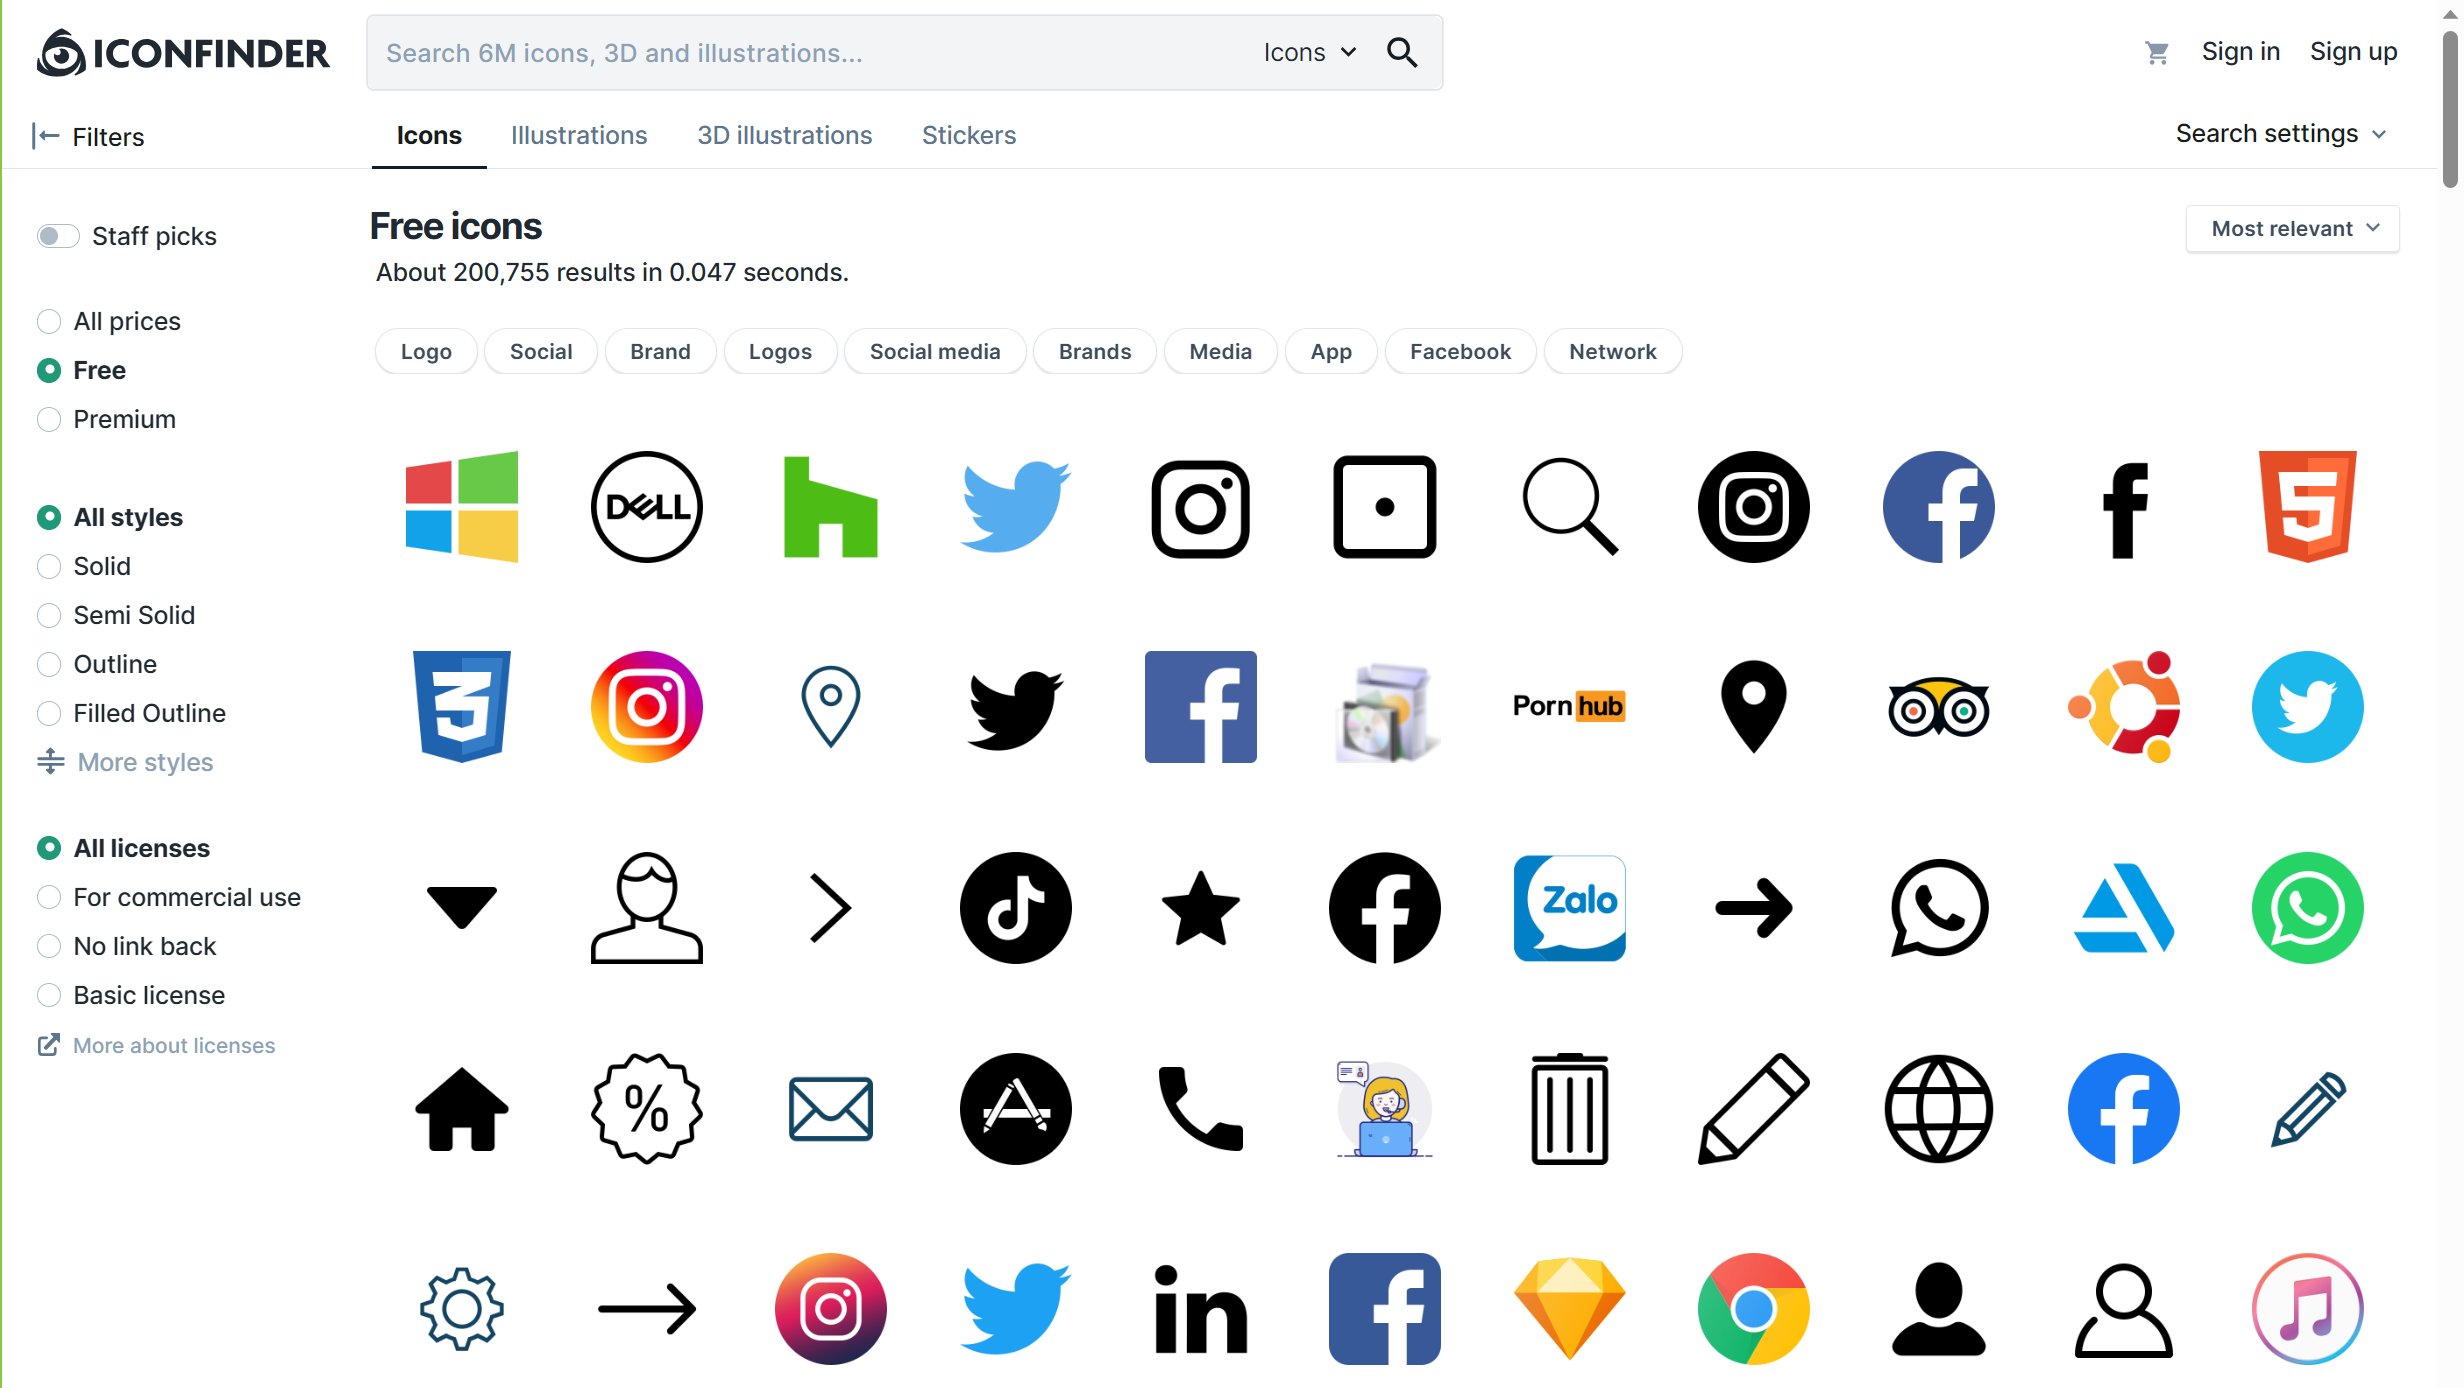 ICONFINDER
Search 6M icons, 3D and illustrations...
Icons
Sign in
Sign up
Filters
Icons
Illustrations
3D illustrations
Stickers
Search settings
Staff picks
All prices
Free
Premium
All styles
Solid
Semi Solid
Outline
Filled Outline
More styles
All licenses
For commercial use
No link back
Basic license
More about licenses
Free icons
About 200,755 results in 0.047 seconds.
Most relevant
Logo
Social
Brand
Logos
Social media
Brands
Media
App
Facebook
Network
DELL
f
f
5
3
f
Porn hub
f
Zalo
%
f
in
f